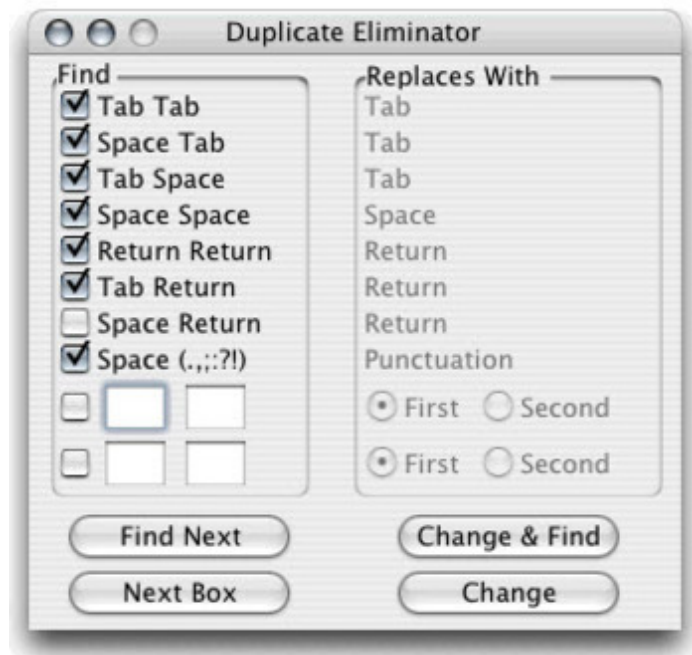 Duplicate Eliminator
Find
Replaces With
Tab Tab
Tab
Space Tab
Tab
Tab Space
Tab
Space Space
Space
Return Return
Return
Tab Return
Return
Space Return
Return
Space (.,;:?!)
Punctuation
First Second
First Second
Find Next
Change & Find
Next Box
Change